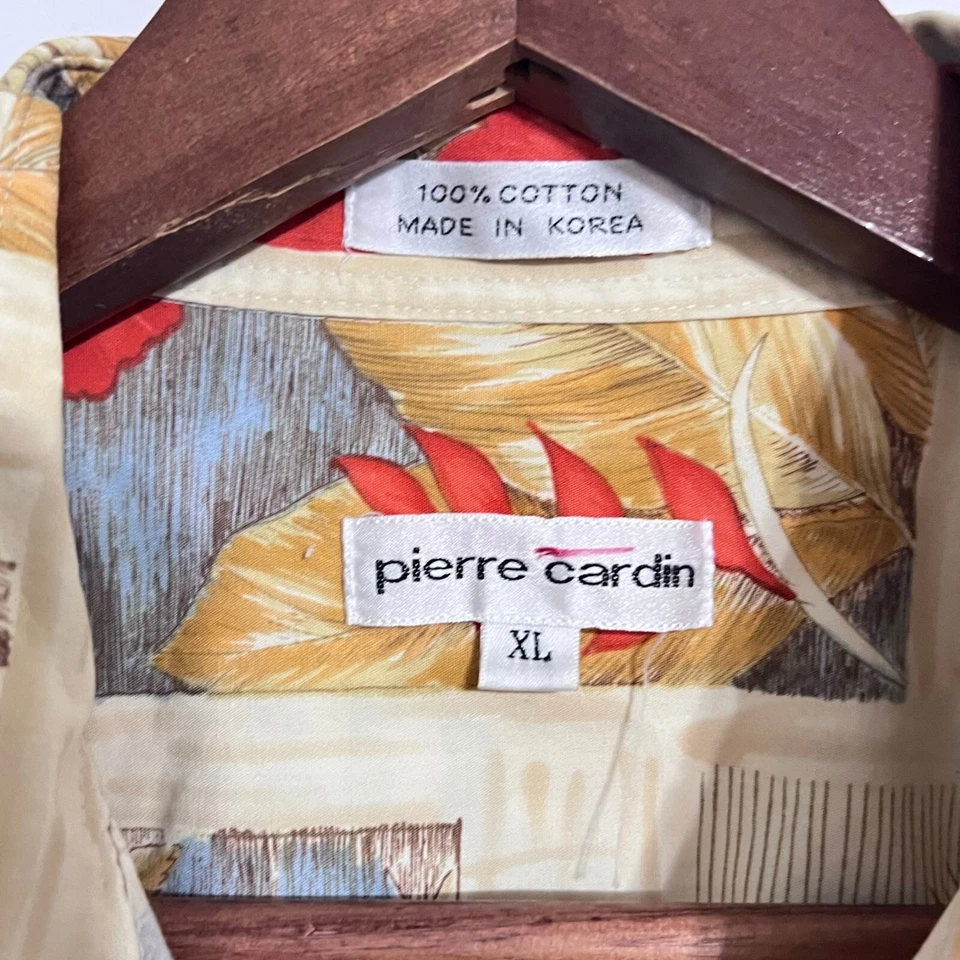 100% COTTON
MADE IN KOREA
pierre cardin
XL